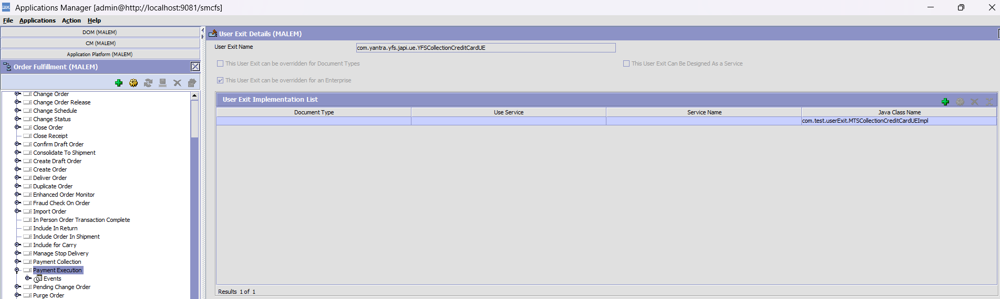 IBM Applications Manager [admin@http://localhost:9081/smcfs]
File Applications Action Help
DOM (MALEM)
CM (MALEM)
Application Platform (MALEM)
Order Fulfillment (MALEM)
Change Order
Change Order Release
Change Schedule
Change Status
Close Order
Close Receipt
Confirm Draft Order
Consolidate To Shipment
Create Draft Order
Create Order
Deliver Order
Duplicate Order
Enhanced Order Monitor
Fraud Check On Order
Import Order
In Person Order Transaction Complete
Include In Return
Include Order In Shipment
Include for Carry
Manage Stop Delivery
Payment Collection
Payment Execution
Events
Pending Change Order
Purge Order
User Exit Details (MALEM)
User Exit Name com.yantra.yfs.japi.ue.YFSCollectionCreditCardUE
This User Exit can be overridden for Document Types This User Exit Can Be Designed As a Service
This User Exit can be overridden for an Enterprise
User Exit Implementation List
Document Type Use Service Service Name Java Class Name
com.test.userExit.MTSCollectionCreditCardUEImpl
Results 1 of 1